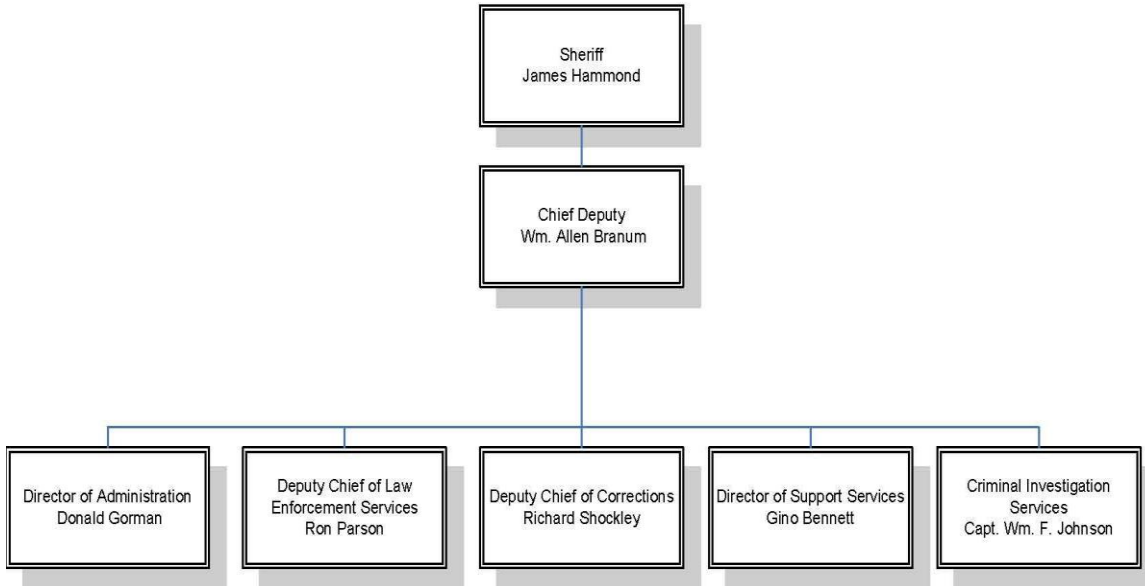 Sheriff
James Hammond
Chief Deputy
Wm. Allen Branum
Director of Administration
Donald Gorman
Deputy Chief of Law
Enforcement Services
Ron Parson
Deputy Chief of Corrections
Richard Shockley
Director of Support Services
Gino Bennett
Criminal Investigation
Services
Capt. Wm. F. Johnson